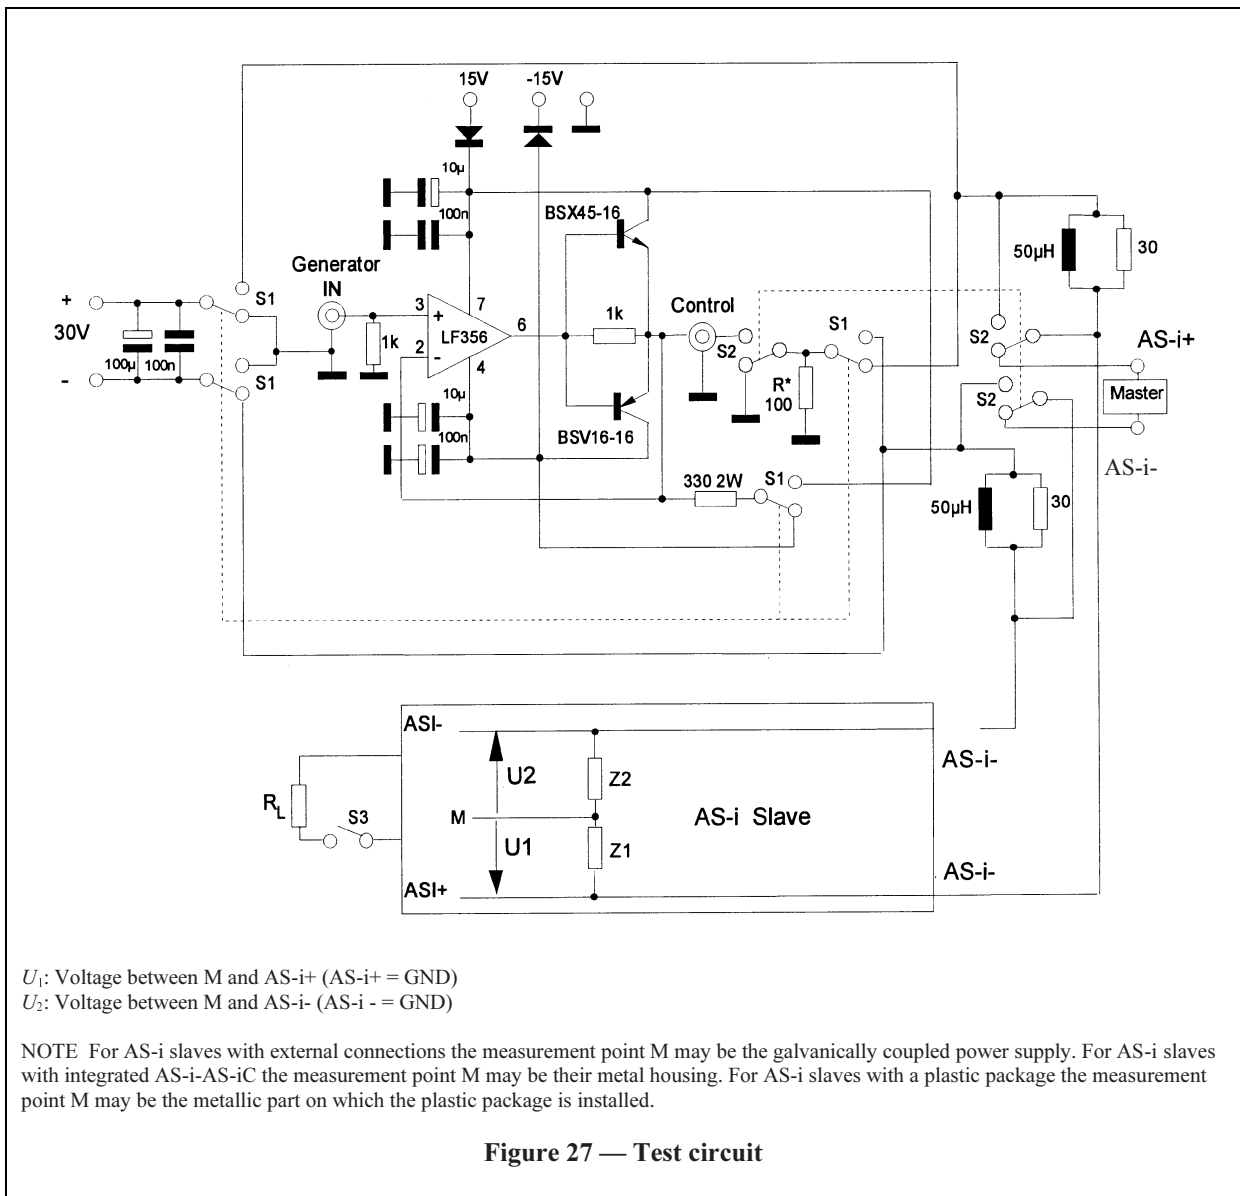 15V
-15V
10µ
100n
BSX45-16
50µH
30
Generator
IN
Control
+
30V
-
S1
S1
100µ
100n
3
+
7
1k
LF356
6
2
-
4
1k
S2
S1
R*
100
S2
AS-i+
S2
Master
AS-i-
10µ
100n
BSV16-16
330 2W
S1
50µH
30
ASI-
AS-i-
U2
Z2
RL
S3
M
AS-i Slave
U1
Z1
ASI+
AS-i-
U1: Voltage between M and AS-i+ (AS-i+ = GND)
U2: Voltage between M and AS-i- (AS-i - = GND)
NOTE For AS-i slaves with external connections the measurement point M may be the galvanically coupled power supply. For AS-i slaves
with integrated AS-i-AS-iC the measurement point M may be their metal housing. For AS-i slaves with a plastic package the measurement
point M may be the metallic part on which the plastic package is installed.
Figure 27 — Test circuit